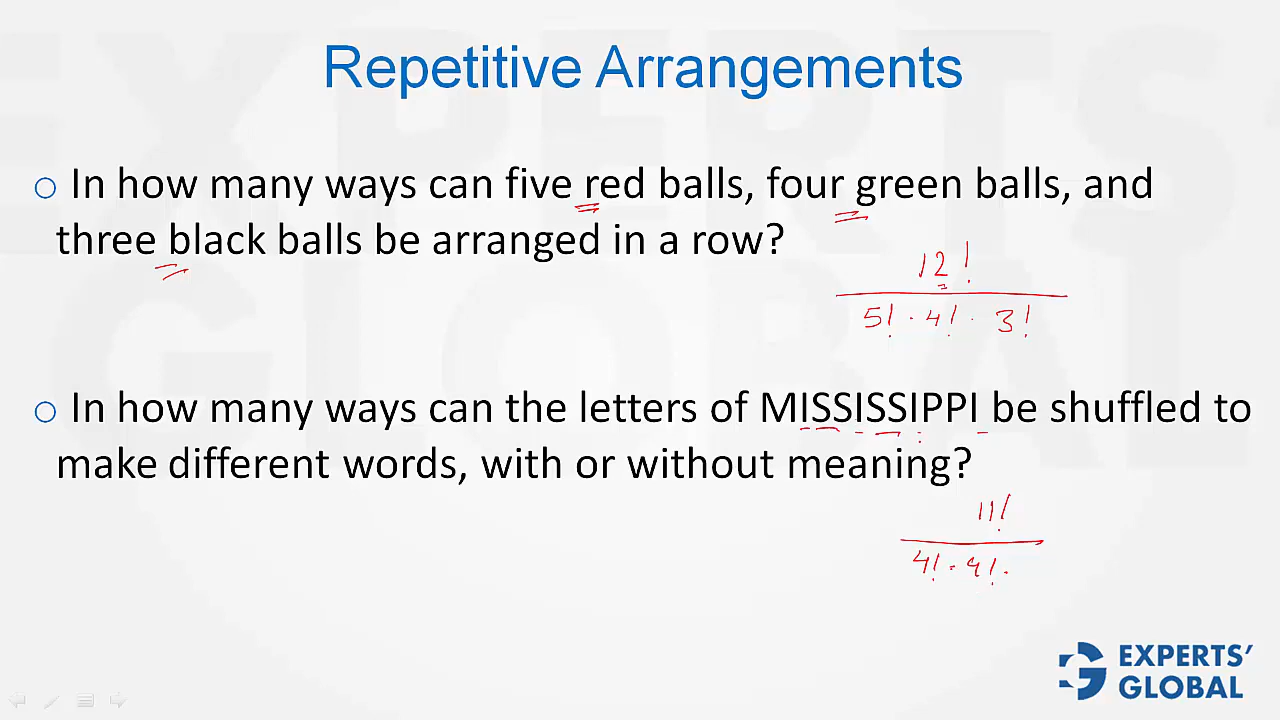 Repetitive Arrangements
In how many ways can five red balls, four green balls, and
three black balls be arranged in a row?
12!
5! · 4! · 3!
In how many ways can the letters of MISSISSIPPI be shuffled to
make different words, with or without meaning?
11!
4! · 4! ·
EXPERTS'
GLOBAL